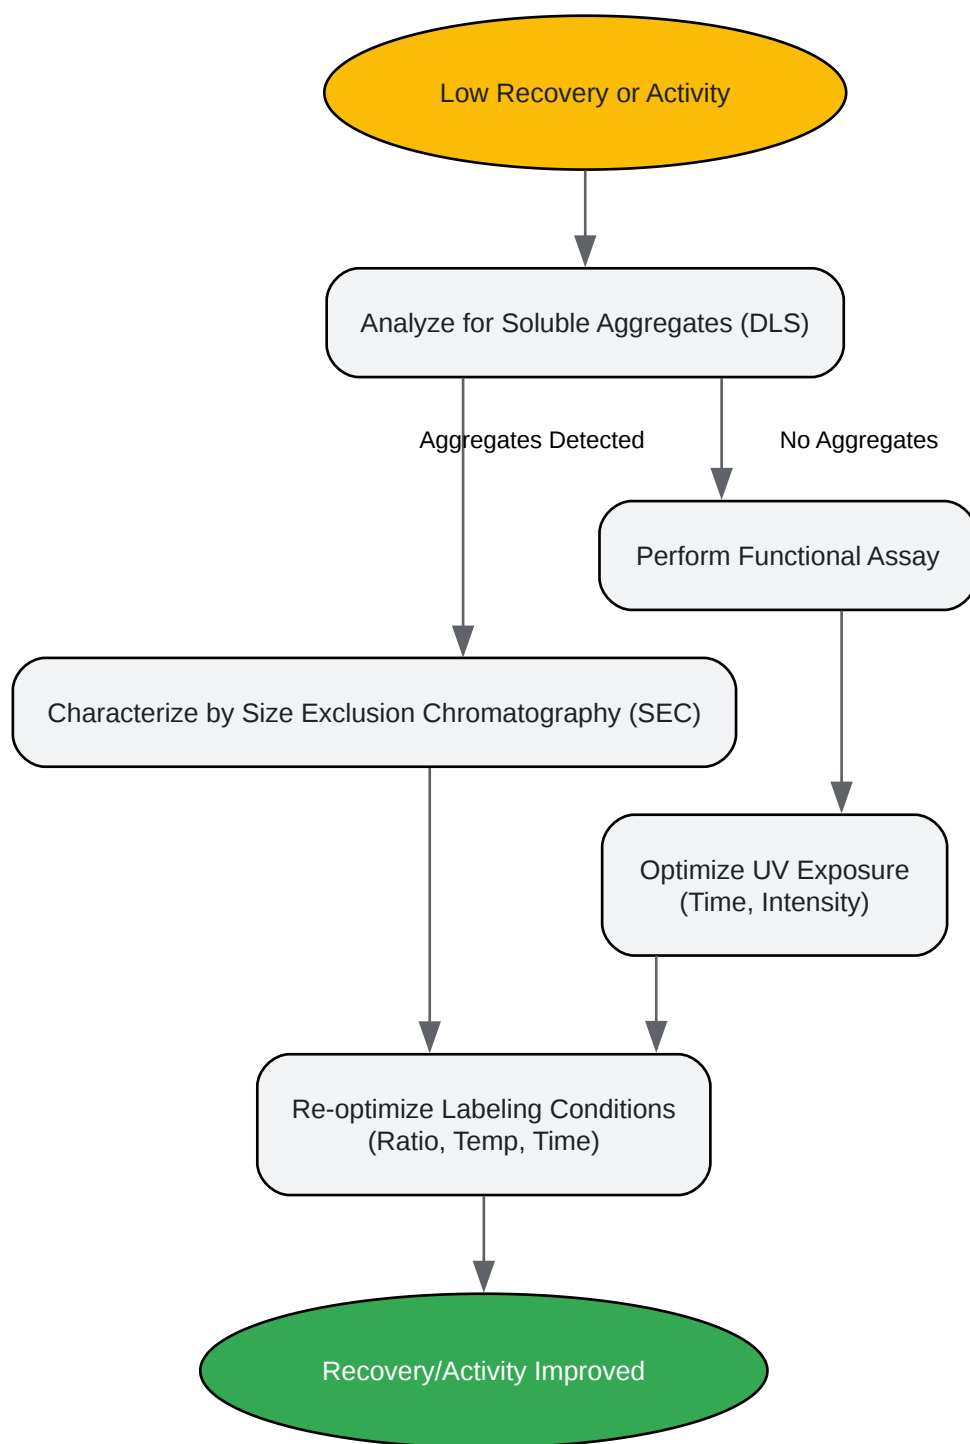 Low Recovery or Activity
Analyze for Soluble Aggregates (DLS)
Aggregates Detected
No Aggregates
Perform Functional Assay
Characterize by Size Exclusion Chromatography (SEC)
Optimize UV Exposure
(Time, Intensity)
Re-optimize Labeling Conditions
(Ratio, Temp, Time)
Recovery/Activity Improved